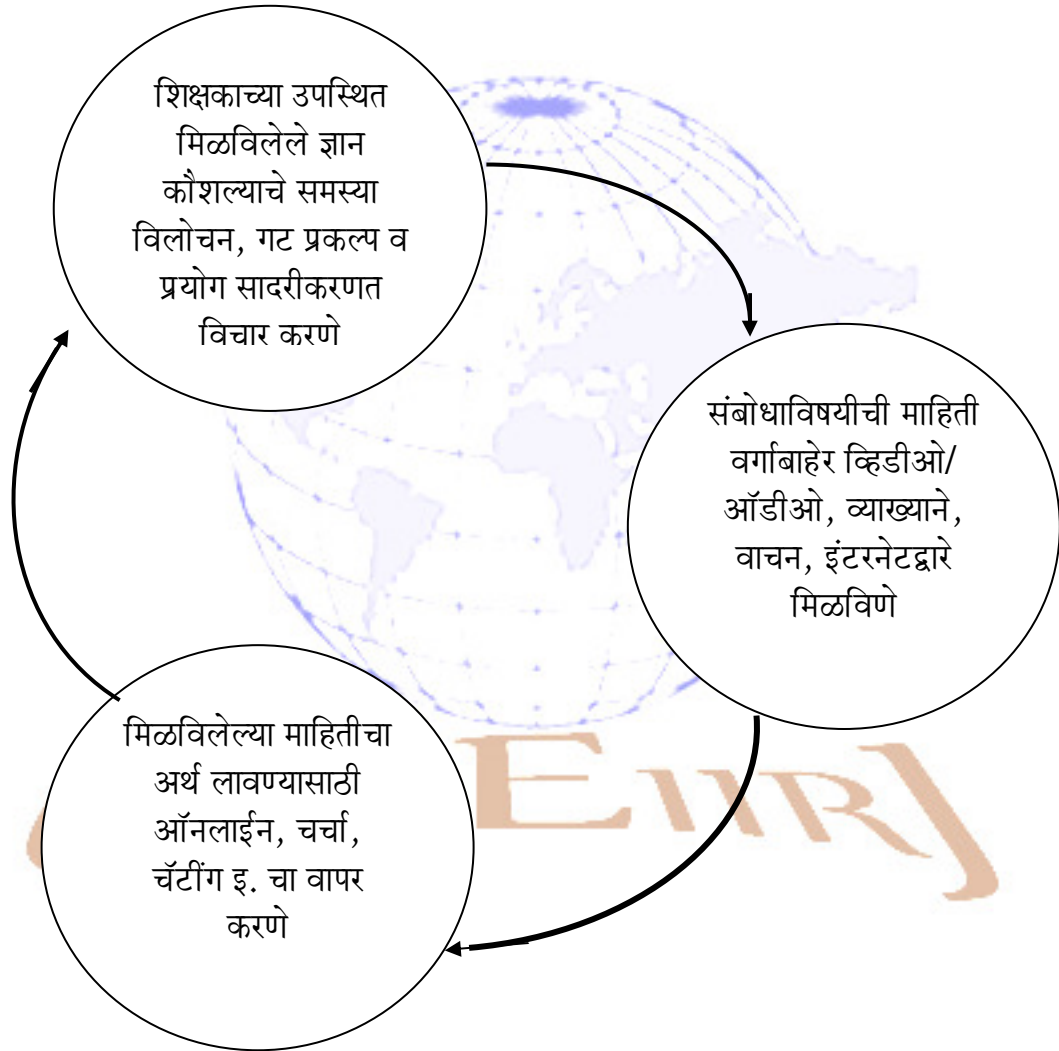 शिक्षकाच्या उपस्थित
मिळविलेले ज्ञान
कौशल्याचे समस्या
विलोचन, गट प्रकल्प व
प्रयोग सादरीकरणत
विचार करणे
संबोधाविषयीची माहिती
वर्गाबाहेर व्हिडीओ/
ऑडीओ, व्याख्याने,
वाचन, इंटरनेटद्वारे
मिळविणे
मिळविलेल्या माहितीचा
अर्थ लावण्यासाठी
ऑनलाईन, चर्चा,
चॅटींग इ. चा वापर
करणे
EIIRJ